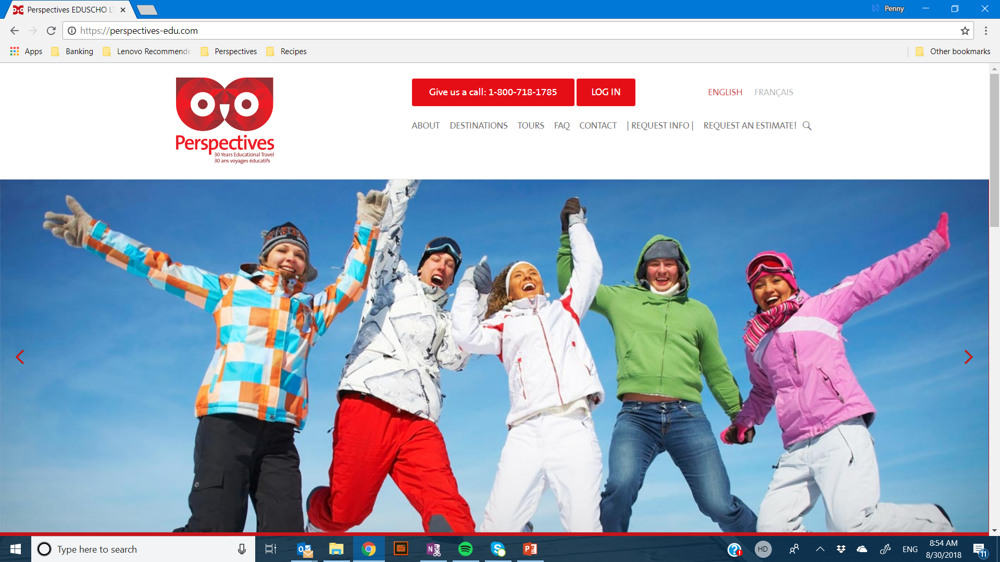 Perspectives EDUSCHO LT
Penny
https://perspectives-edu.com
Apps
Banking
Lenovo Recommende
Perspectives
Recipes
Other bookmarks
Give us a call: 1-800-718-1785
LOG IN
ENGLISH
FRANÇAIS
ABOUT
DESTINATIONS
TOURS
FAQ
CONTACT
| REQUEST INFO |
REQUEST AN ESTIMATE!
Perspectives
30 Years Educational Travel
30 ans voyages éducatifs
Type here to search
HD
ENG
8:54 AM
8/30/2018
11